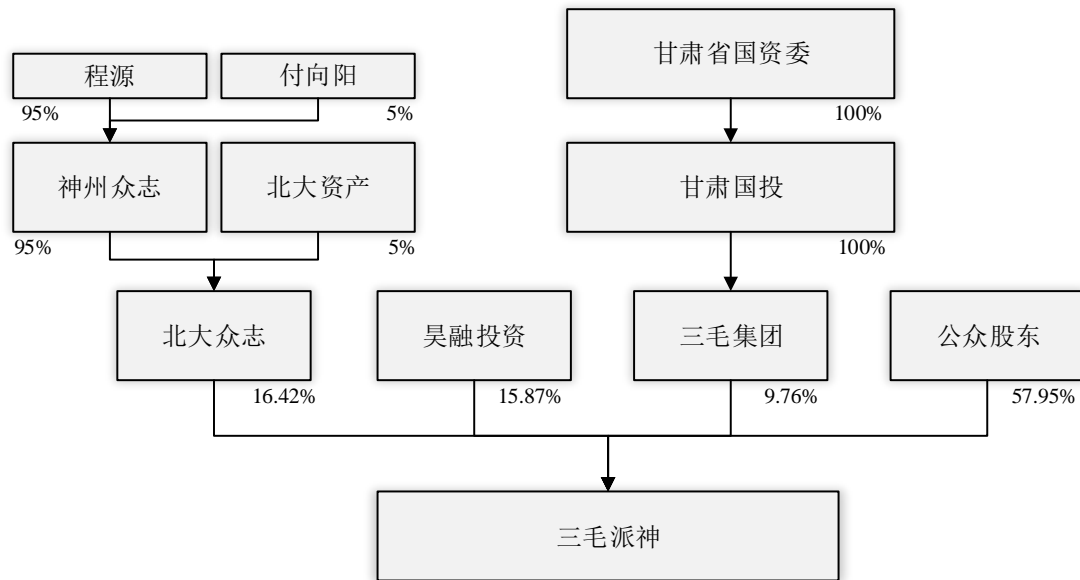 甘肃省国资委
程源
付向阳
95%
5%
100%
神州众志
北大资产
甘肃国投
95%
5%
100%
北大众志
昊融投资
三毛集团
公众股东
16.42%
15.87%
9.76%
57.95%
三毛派神